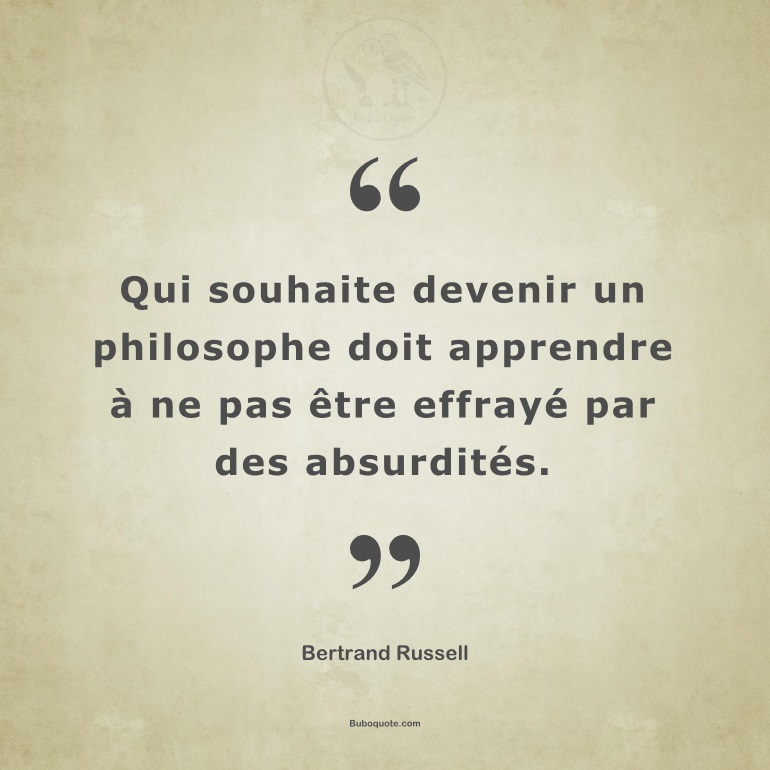 “
Qui souhaite devenir un
philosophe doit apprendre
à ne pas être effrayé par
des absurdités.
”
Bertrand Russell
Buboquote.com